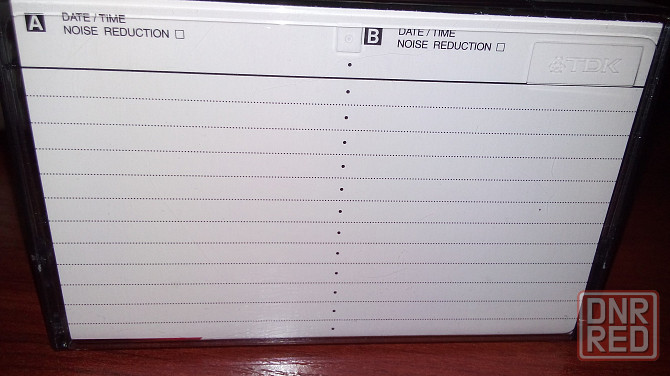 A DATE/TIME
NOISE REDUCTION
B DATE/TIME
NOISE REDUCTION
TDK
DNR
RED